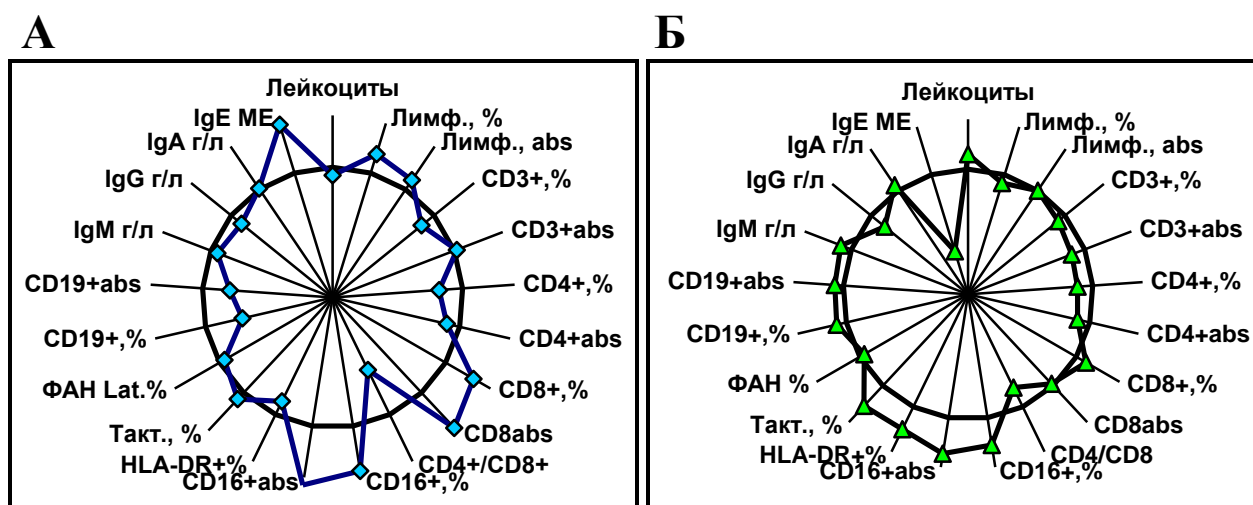 А
Лейкоциты
Лимф., %
Лимф., abs
CD3+,%
CD3+abs
CD4+,%
CD4+abs
CD8+,%
CD8abs
CD4+/CD8+
CD16+,%
CD16+abs
HLA-DR+%
Такт., %
ФАН Lat.%
CD19+,%
CD19+abs
IgM г/л
IgG г/л
IgA г/л
IgE МЕ
Б
Лейкоциты
Лимф., %
Лимф., abs
CD3+,%
CD3+abs
CD4+,%
CD4+abs
CD8+,%
CD8abs
CD4/CD8
CD16+,%
CD16+abs
HLA-DR+%
Такт., %
ФАН %
CD19+,%
CD19+abs
IgM г/л
IgG г/л
IgA г/л
IgE МЕ